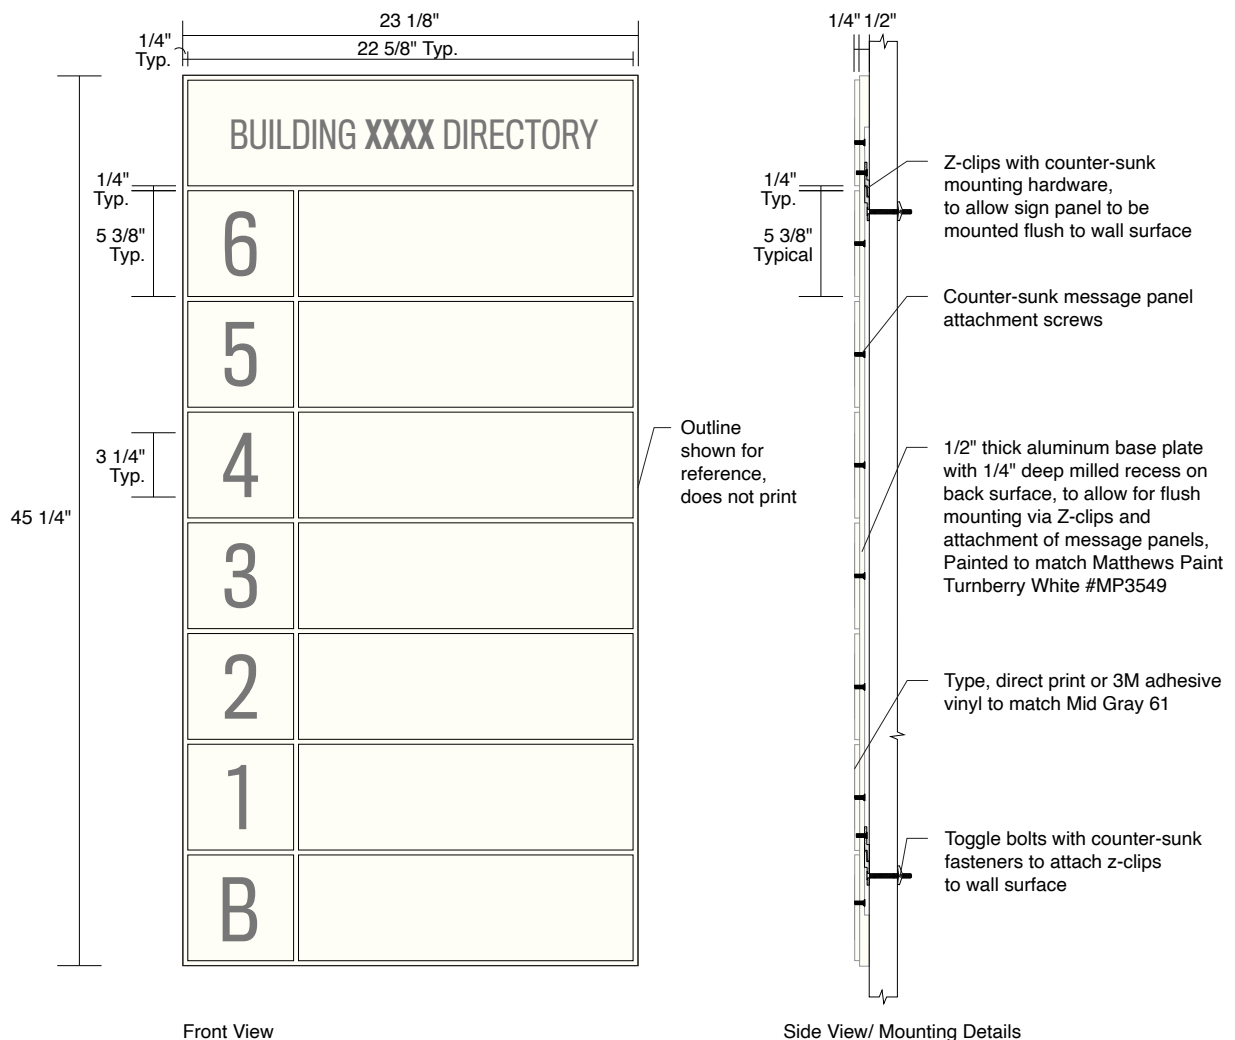 23 1/8"
1/4"
Typ.
22 5/8" Typ.
BUILDING XXXX DIRECTORY
1/4"
Typ.
5 3/8"
Typ.
6
5
3 1/4"
Typ.
4
45 1/4"
3
2
1
B
Outline
shown for
reference,
does not print
Front View
1/4" 1/2"
1/4"
Typ.
5 3/8"
Typical
Z-clips with counter-sunk
mounting hardware,
to allow sign panel to be
mounted flush to wall surface
Counter-sunk message panel
attachment screws
1/2" thick aluminum base plate
with 1/4" deep milled recess on
back surface, to allow for flush
mounting via Z-clips and
attachment of message panels,
Painted to match Matthews Paint
Turnberry White #MP3549
Type, direct print or 3M adhesive
vinyl to match Mid Gray 61
Toggle bolts with counter-sunk
fasteners to attach z-clips
to wall surface
Side View/ Mounting Details